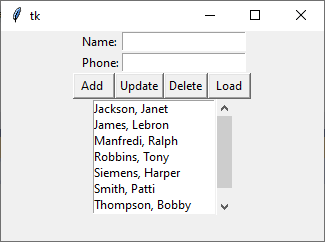 tk
Name:
Phone:
Add Update Delete Load
Jackson, Janet
James, Lebron
Manfredi, Ralph
Robbins, Tony
Siemens, Harper
Smith, Patti
Thompson, Bobby